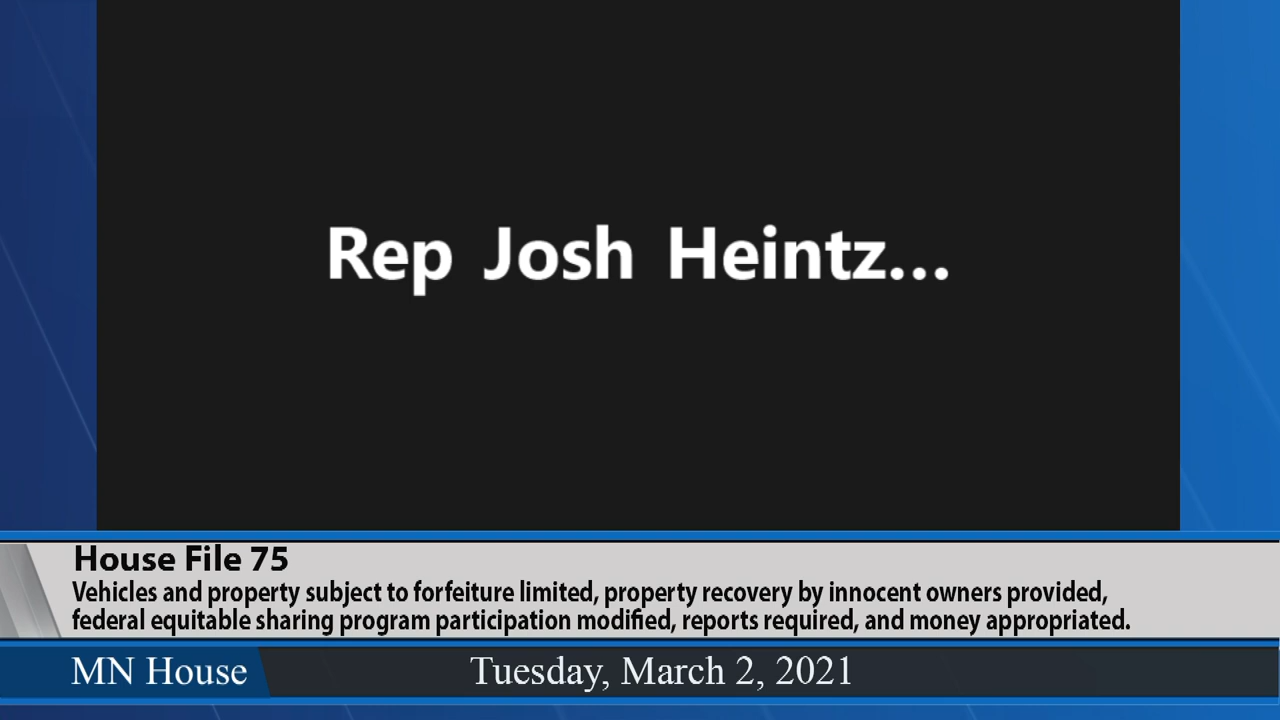 Rep Josh Heintz...
House File 75
Vehicles and property subject to forfeiture limited, property recovery by innocent owners provided,
federal equitable sharing program participation modified, reports required, and money appropriated.
MN House
Tuesday, March 2, 2021